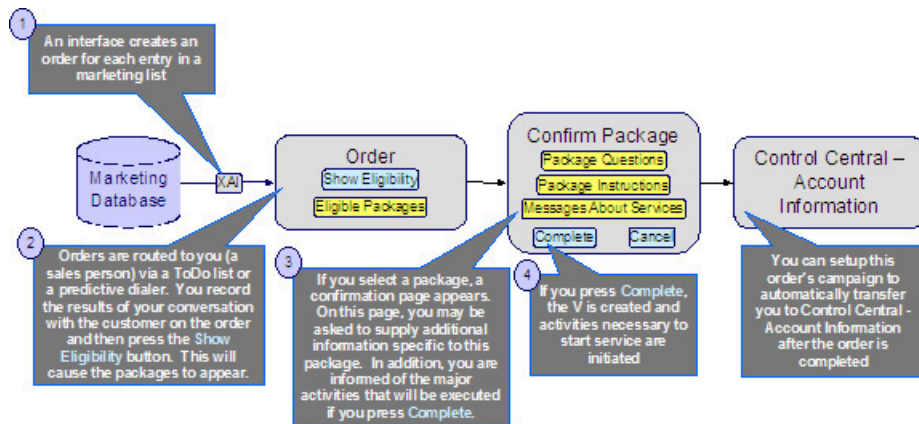 1
An interface creates an
order for each entry in a
marketing list
Marketing
Database
XAI
Order
Show Eligibility
Eligible Packages
Confirm Package
Package Questions
Package Instructions
Messages About Services
Complete
Cancel
Control Central –
Account
Information
2
Orders are routed to you (a
sales person) via a ToDo list or
a predictive dialer. You record
the results of your conversation
with the customer on the order
and then press the Show
Eligibility button. This will
cause the packages to appear.
3
If you select a package, a
confirmation page appears.
On this page, you may be
asked to supply additional
information specific to this
package. In addition, you are
informed of the major
activities that will be executed
if you press Complete.
4
If you press Complete,
the V is created and
activities necessary to
start service are
initiated
You can setup this
order's campaign to
automatically transfer
you to Control Central -
Account Information
after the order is
completed